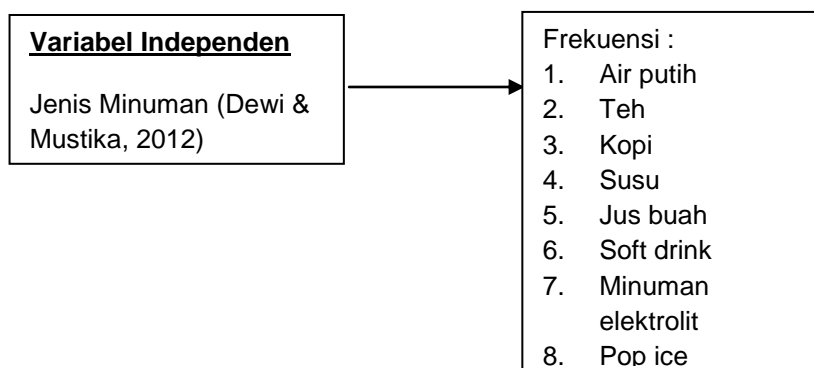 Variabel Independen
Jenis Minuman (Dewi &
Mustika, 2012)
Frekuensi :
1. Air putih
2. Teh
3. Kopi
4. Susu
5. Jus buah
6. Soft drink
7. Minuman
elektrolit
8. Pop ice